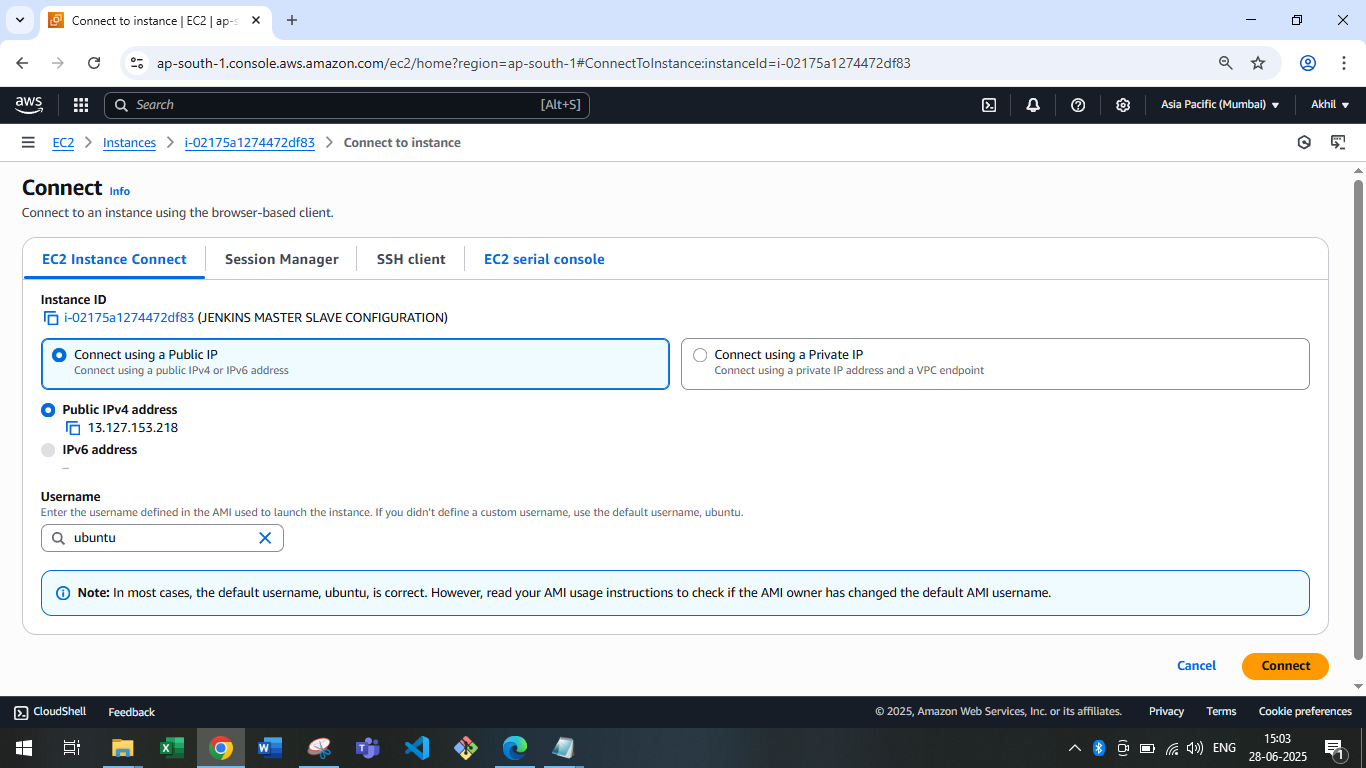 Connect to instance | EC2 | ap-s
ap-south-1.console.aws.amazon.com/ec2/home?region=ap-south-1#ConnectToInstance:instanceId=i-02175a1274472df83
aws
Search [Alt+S]
Asia Pacific (Mumbai)
Akhil
EC2
Instances
i-02175a1274472df83
Connect to instance
Connect Info
Connect to an instance using the browser-based client.
EC2 Instance Connect
Session Manager
SSH client
EC2 serial console
Instance ID
i-02175a1274472df83 (JENKINS MASTER SLAVE CONFIGURATION)
Connect using a Public IP
Connect using a public IPv4 or IPv6 address
Connect using a Private IP
Connect using a private IP address and a VPC endpoint
Public IPv4 address
13.127.153.218
IPv6 address
–
Username
Enter the username defined in the AMI used to launch the instance. If you didn't define a custom username, use the default username, ubuntu.
ubuntu
Note: In most cases, the default username, ubuntu, is correct. However, read your AMI usage instructions to check if the AMI owner has changed the default AMI username.
Cancel
Connect
CloudShell
Feedback
© 2025, Amazon Web Services, Inc. or its affiliates.
Privacy
Terms
Cookie preferences
ENG
15:03
28-06-2025
1